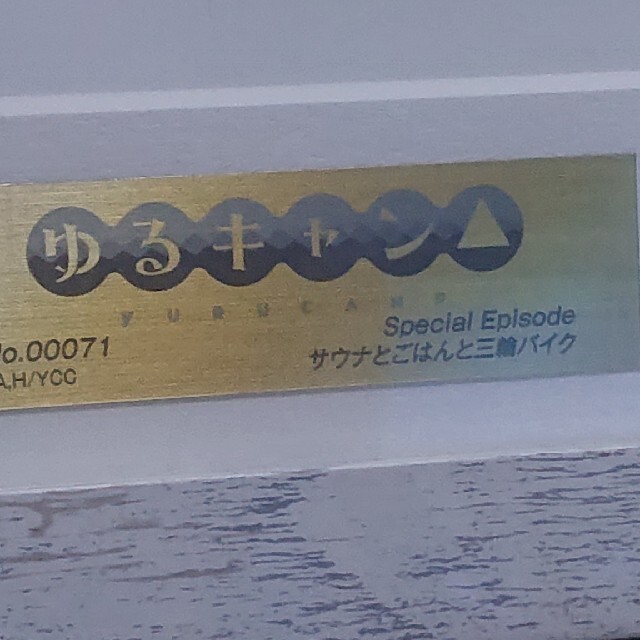 ゆるキャン△
YURUCAMP
Special Episode
サウナとごはんと三輪バイク
No.00071
A.H/YCC